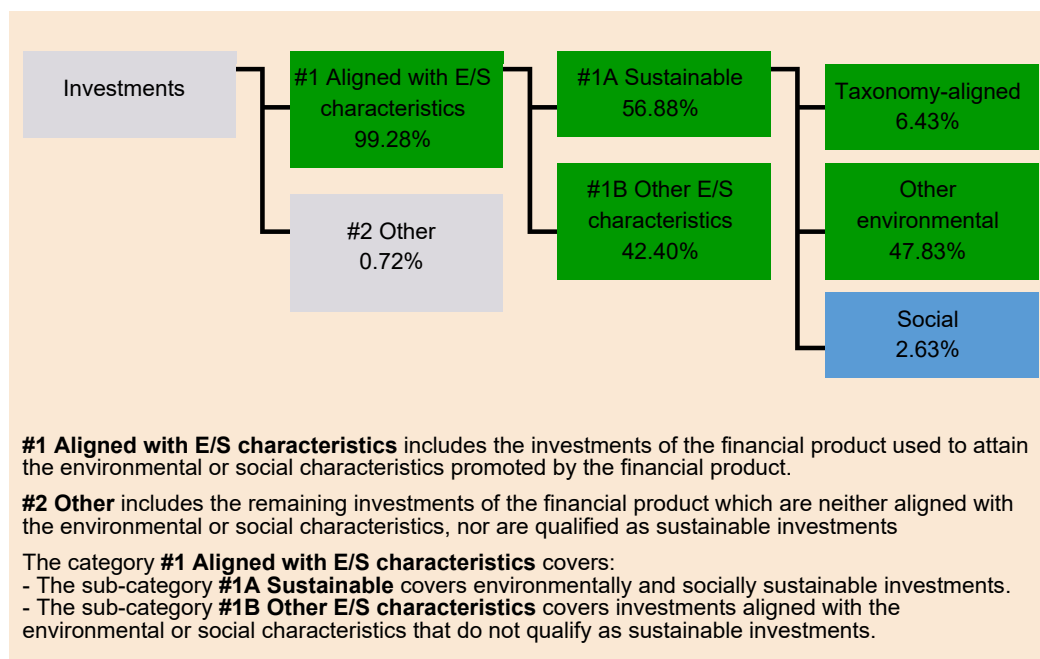 Investments
#1 Aligned with E/S
characteristics
99.28%
#2 Other
0.72%
#1A Sustainable
56.88%
#1B Other E/S
characteristics
42.40%
Taxonomy-aligned
6.43%
Other
environmental
47.83%
Social
2.63%
#1 Aligned with E/S characteristics includes the investments of the financial product used to attain
the environmental or social characteristics promoted by the financial product.
#2 Other includes the remaining investments of the financial product which are neither aligned with
the environmental or social characteristics, nor are qualified as sustainable investments
The category #1 Aligned with E/S characteristics covers:
- The sub-category #1A Sustainable covers environmentally and socially sustainable investments.
- The sub-category #1B Other E/S characteristics covers investments aligned with the
environmental or social characteristics that do not qualify as sustainable investments.